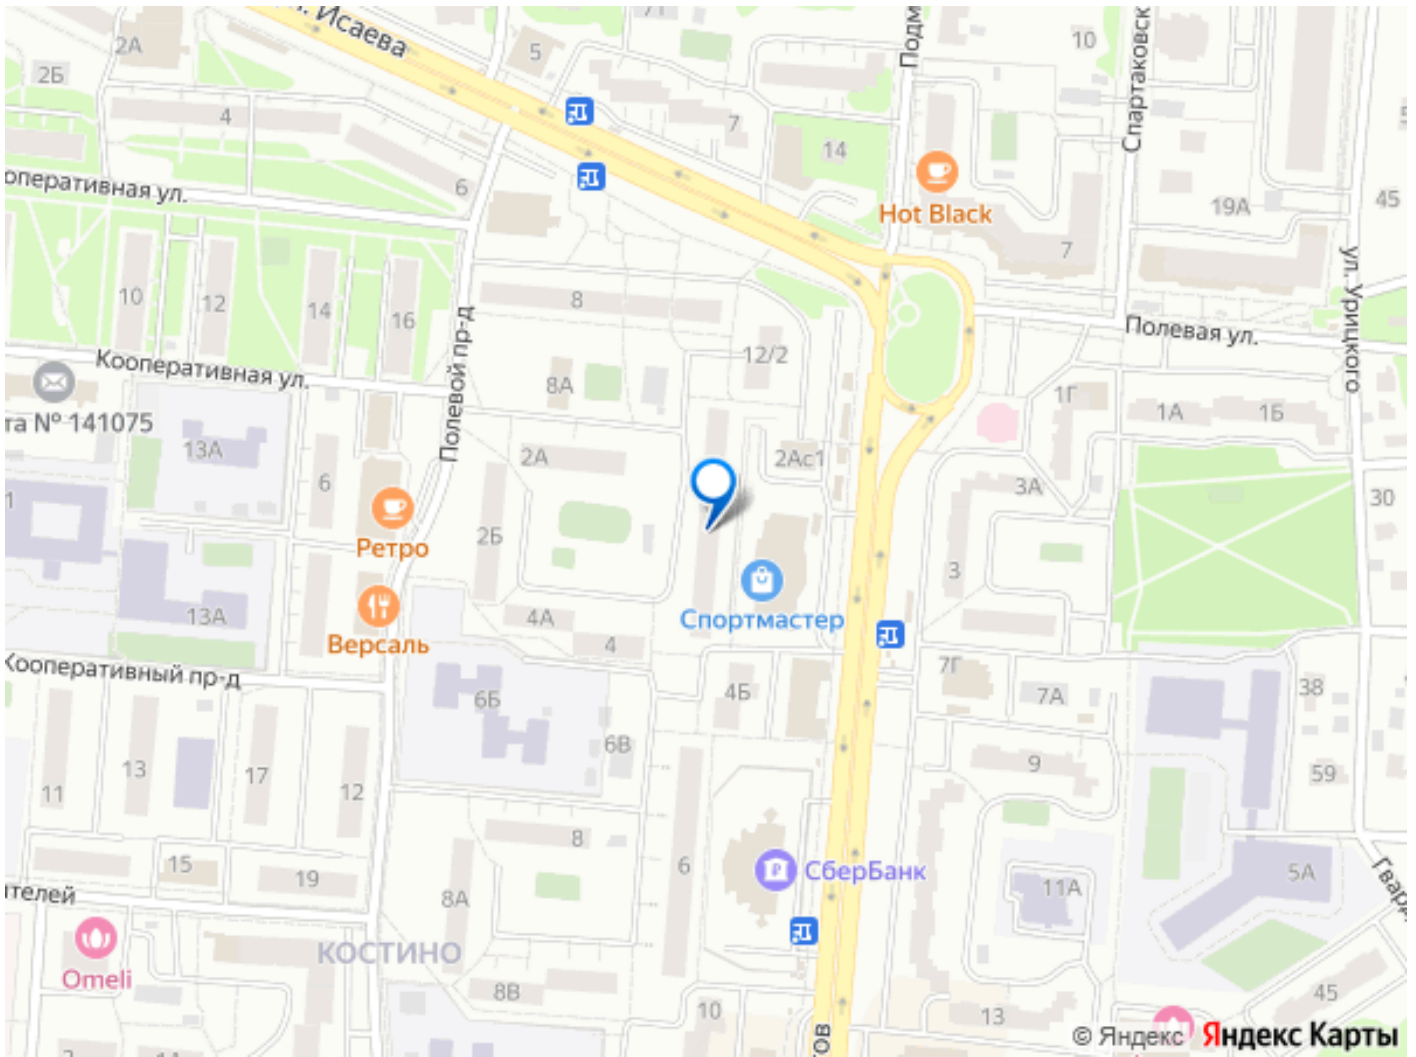 л. Исаева
Подм
Спартаковск
2А
2Б
5
71
10
4
7
14
6
Hot Black
19А
45
7
оперативная ул.
10
12
14
16
8
12/2
Полевая ул.
ул. Урицкого
Кооперативная ул.
Полевой пр-д
8А
1Г
1А
1Б
та № 141075
13А
6
2А
2Ас1
3А
30
1
Ретро
2Б
3
13А
Версаль
4А
4
Спортмастер
Кооперативный пр-д
6Б
4Б
7Г
7А
38
6В
11
13
17
12
9
59
8
15
19
6
СберБанк
11А
5А
Гвард
ителей
8А
КОСТИНО
Omeli
8В
10
13
45
тов
© Яндекс Яндекс Карты